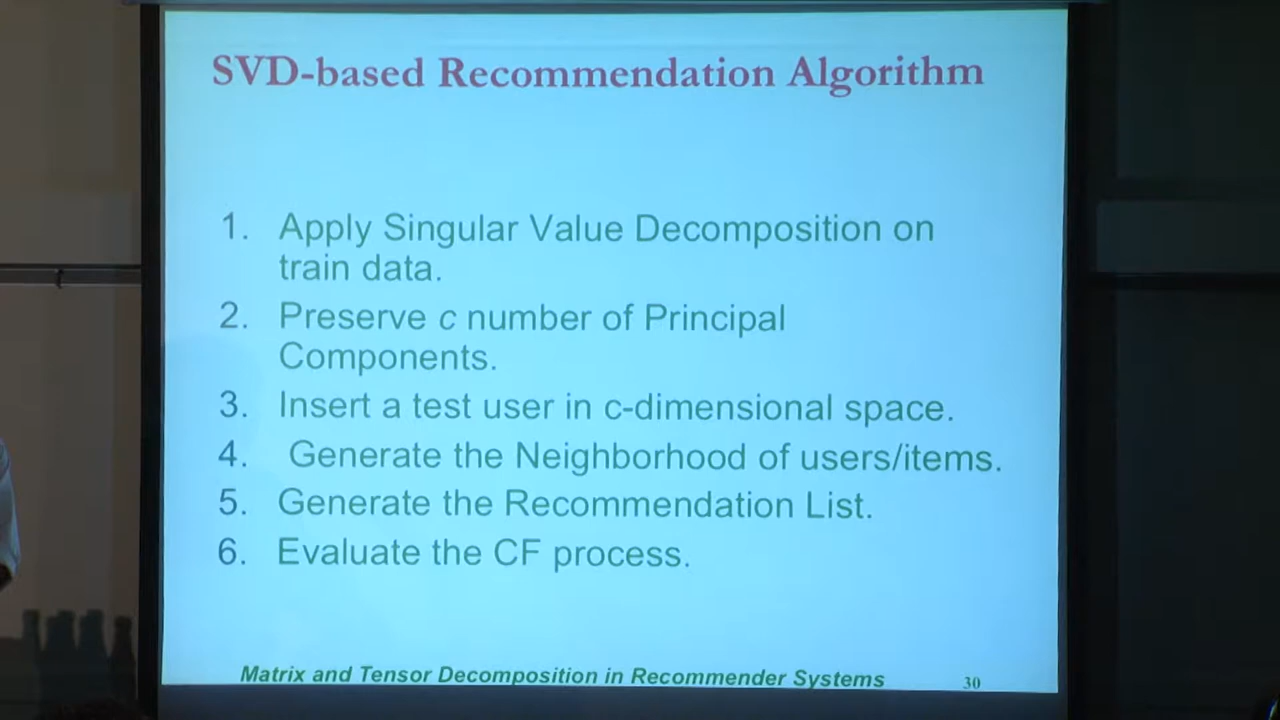 SVD-based Recommendation Algorithm
1. Apply Singular Value Decomposition on
train data.
2. Preserve c number of Principal
Components.
3. Insert a test user in c-dimensional space.
4. Generate the Neighborhood of users/items.
5. Generate the Recommendation List.
6. Evaluate the CF process.
Matrix and Tensor Decomposition in Recommender Systems 30